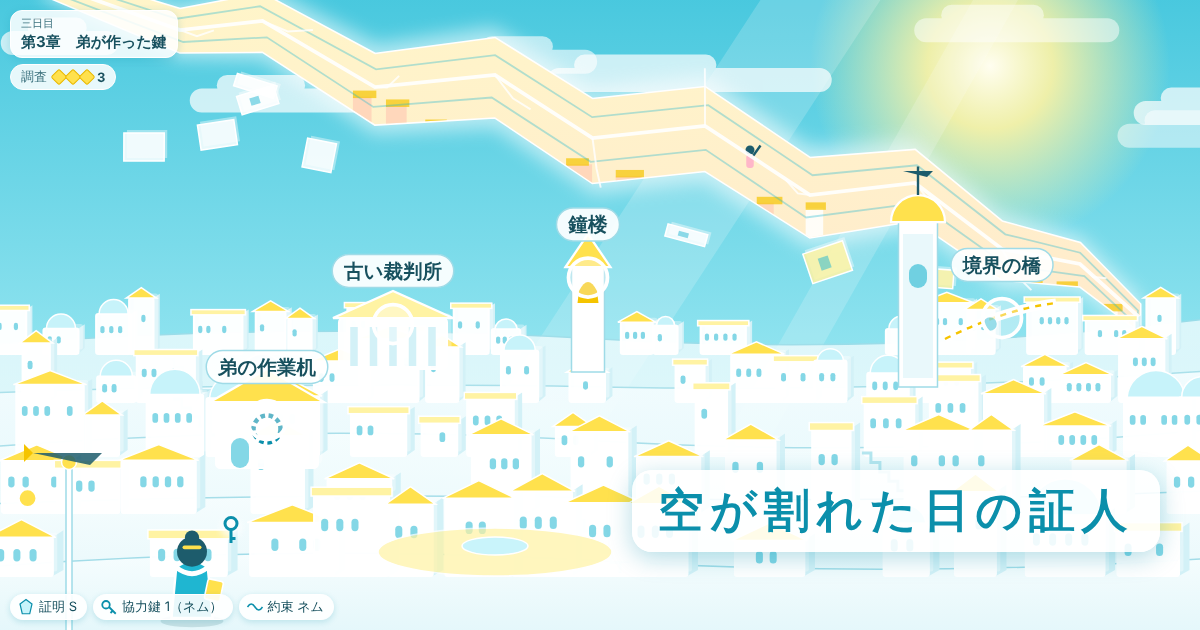 三日目
第3章　弟が作った鍵
調査 3
鐘楼
古い裁判所
境界の橋
弟の作業机
空が割れた日の証人
証明 S
協力鍵 1（ネム）
約束 ネム